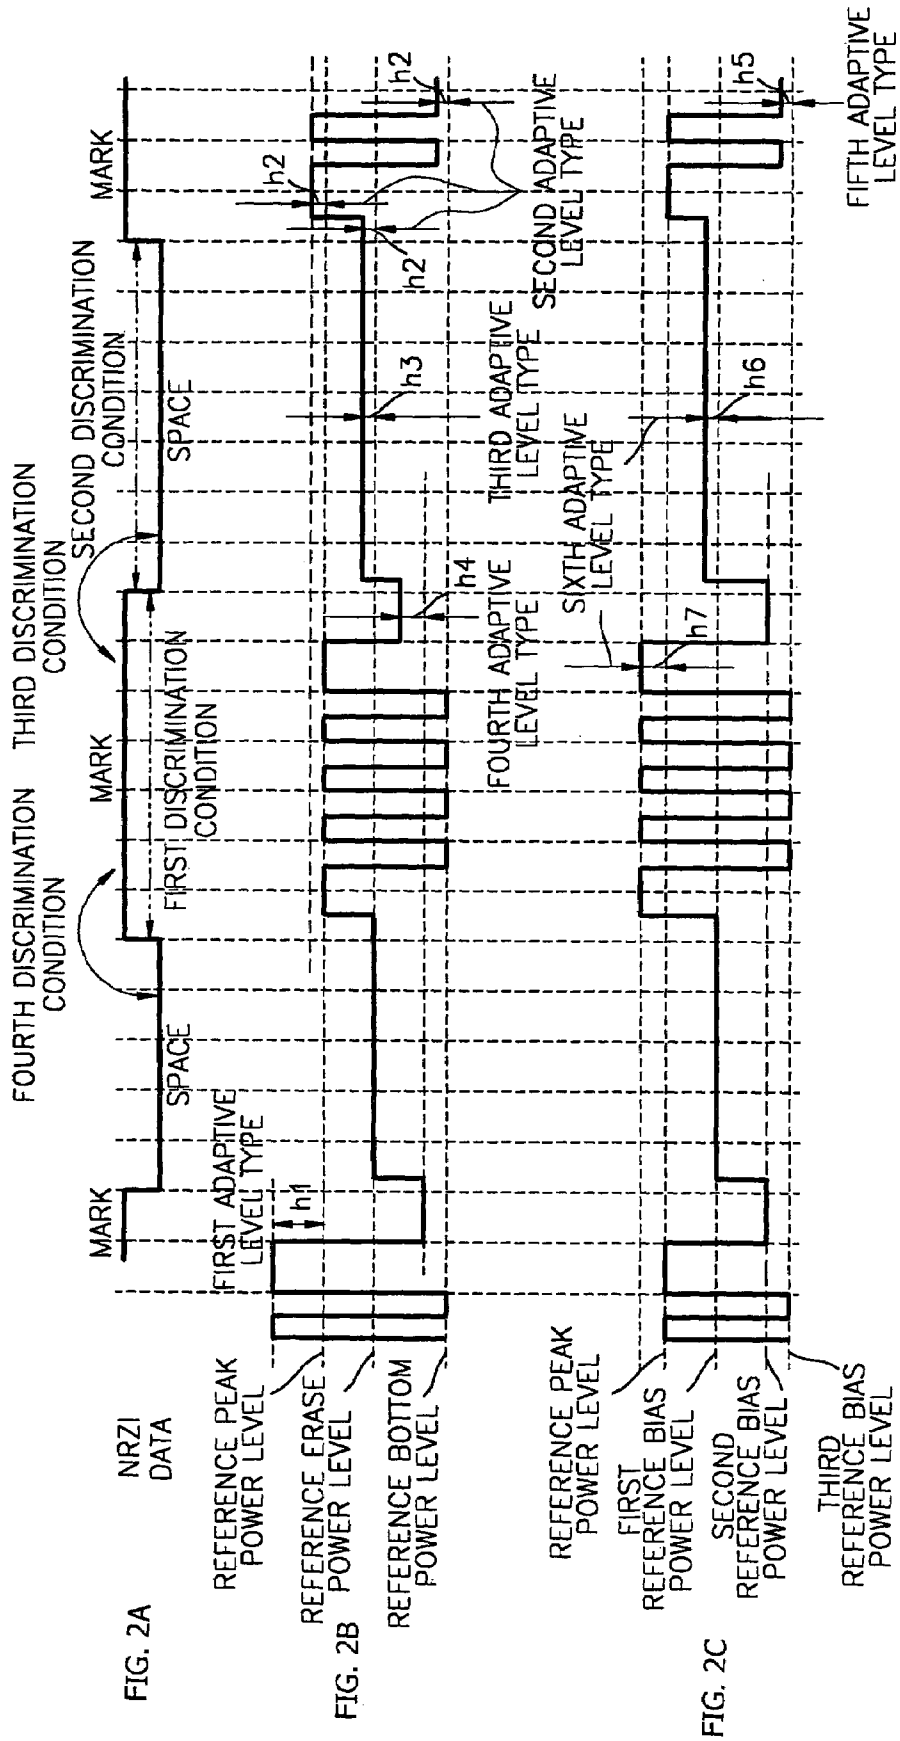 FIG. 2A
NRZI
DATA
MARK
SPACE
FOURTH DISCRIMINATION
CONDITION
MARK
FIRST DISCRIMINATION
CONDITION
THIRD DISCRIMINATION
CONDITION
SECOND DISCRIMINATION
CONDITION
SPACE
MARK
FIG. 2B
REFERENCE PEAK
POWER LEVEL
REFERENCE ERASE
POWER LEVEL
REFERENCE BOTTOM
POWER LEVEL
FIRST ADAPTIVE
LEVEL TYPE
h1
h4
FOURTH ADAPTIVE
LEVEL TYPE
h3
THIRD ADAPTIVE
LEVEL TYPE
h2
h2
h2
SECOND ADAPTIVE
LEVEL TYPE
FIG. 2C
REFERENCE PEAK
POWER LEVEL
FIRST
REFERENCE BIAS
POWER LEVEL
SECOND
REFERENCE BIAS
POWER LEVEL
THIRD
REFERENCE BIAS
POWER LEVEL
h7
SIXTH ADAPTIVE
LEVEL TYPE
h6
h5
FIFTH ADAPTIVE
LEVEL TYPE